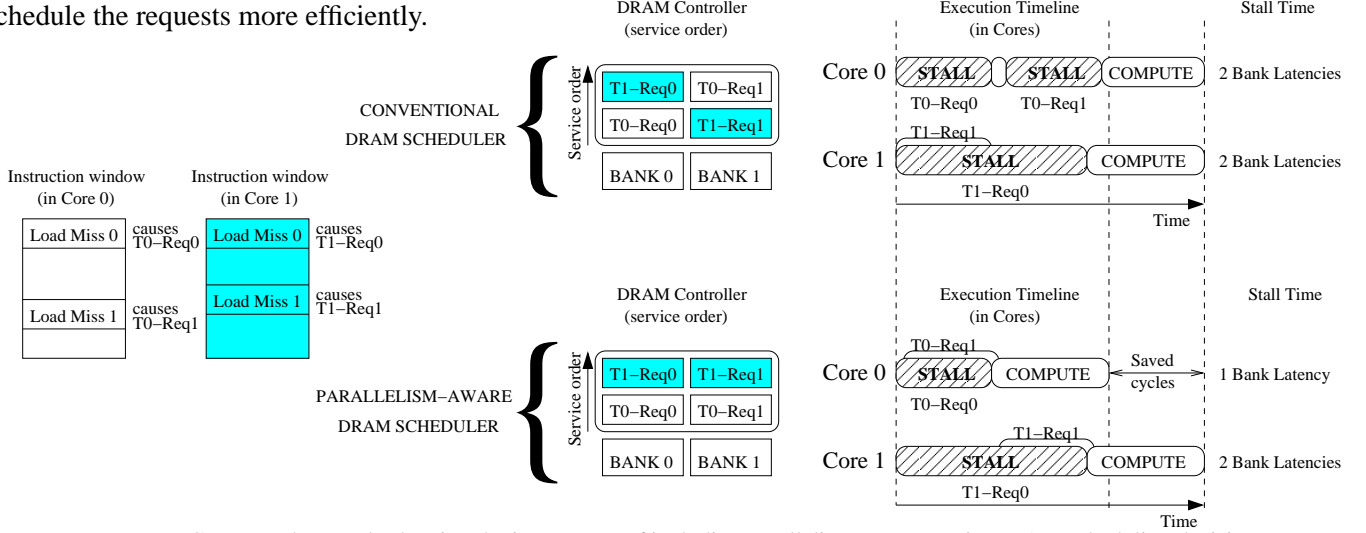 chedule the requests more efficiently.
Instruction window
(in Core 0)
Load Miss 0
causes
T0−Req0
Load Miss 1
causes
T0−Req1
Instruction window
(in Core 1)
Load Miss 0
causes
T1−Req0
Load Miss 1
causes
T1−Req1
CONVENTIONAL
DRAM SCHEDULER
DRAM Controller
(service order)
Service order
T1−Req0 T0−Req1
T0−Req0 T1−Req1
BANK 0 BANK 1
Execution Timeline
(in Cores)
Stall Time
Core 0 STALL STALL COMPUTE 2 Bank Latencies
T0−Req0 T0−Req1
T1−Req1
Core 1 STALL COMPUTE 2 Bank Latencies
T1−Req0
Time
PARALLELISM−AWARE
DRAM SCHEDULER
DRAM Controller
(service order)
Service order
T1−Req0 T1−Req1
T0−Req0 T0−Req1
BANK 0 BANK 1
Execution Timeline
(in Cores)
Stall Time
T0−Req1
Core 0 STALL COMPUTE Saved cycles 1 Bank Latency
T0−Req0
T1−Req1
Core 1 STALL COMPUTE 2 Bank Latencies
T1−Req0
Time